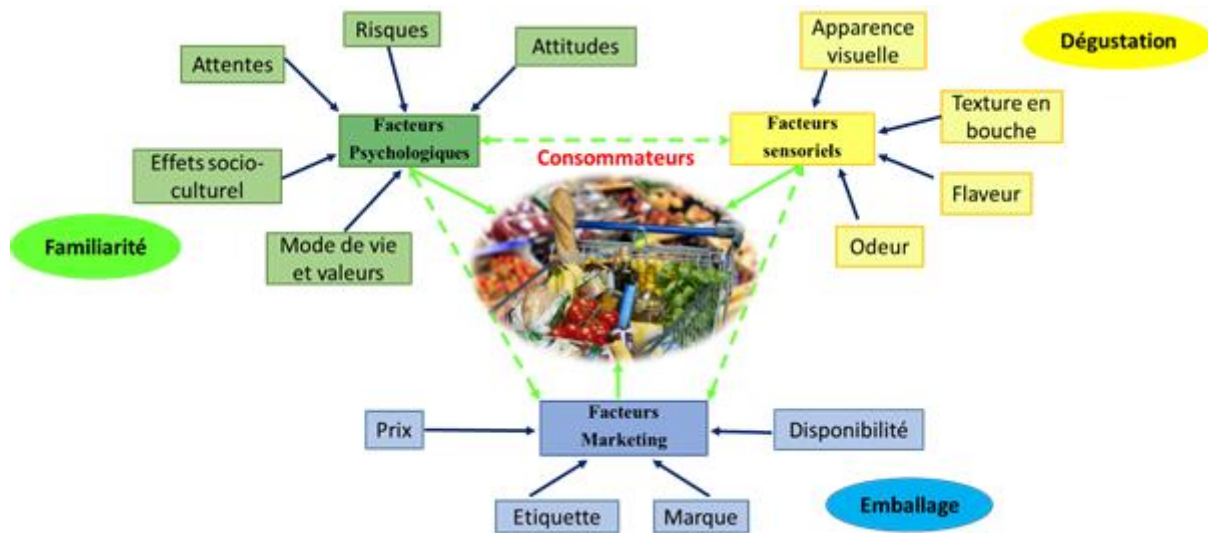 Risques
Attentes
Attitudes
Facteurs
Psychologiques
Effets socio-
culturel
Mode de vie
et valeurs
Familiarité
Consommateurs
Apparence
visuelle
Dégustation
Facteurs
sensoriels
Texture en
bouche
Flaveur
Odeur
Facteurs
Marketing
Prix
Disponibilité
Etiquette
Marque
Emballage